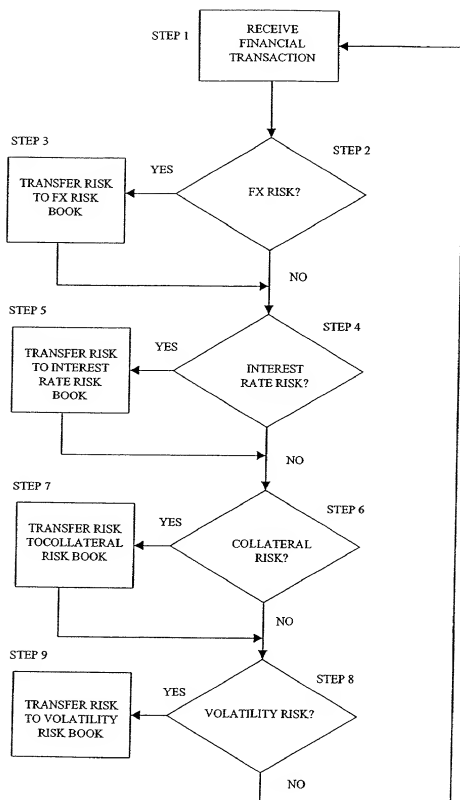 STEP 1
RECEIVE
FINANCIAL
TRANSACTION
STEP 2
FX RISK?
YES
NO
STEP 3
TRANSFER RISK
TO FX RISK
BOOK
STEP 4
INTEREST
RATE RISK?
YES
NO
STEP 5
TRANSFER RISK
TO INTEREST
RATE RISK
BOOK
STEP 6
COLLATERAL
RISK?
YES
NO
STEP 7
TRANSFER RISK
TOCOLLATERAL
RISK BOOK
STEP 8
VOLATILITY RISK?
YES
NO
STEP 9
TRANSFER RISK
TO VOLATILITY
RISK BOOK